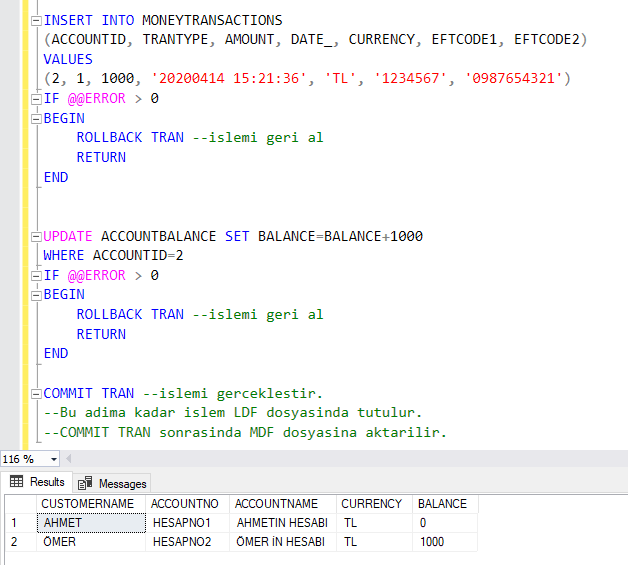 INSERT INTO MONEYTRANSACTIONS
(ACCOUNTID, TRANTYPE, AMOUNT, DATE_, CURRENCY, EFTCODE1, EFTCODE2)
VALUES
(2, 1, 1000, '20200414 15:21:36', 'TL', '1234567', '0987654321')
IF @@ERROR > 0
BEGIN
ROLLBACK TRAN --islemi geri al
RETURN
END
UPDATE ACCOUNTBALANCE SET BALANCE=BALANCE+1000
WHERE ACCOUNTID=2
IF @@ERROR > 0
BEGIN
ROLLBACK TRAN --islemi geri al
RETURN
END
COMMIT TRAN --islemi gerceklestir.
--Bu adima kadar islem LDF dosyasinda tutulur.
--COMMIT TRAN sonrasinda MDF dosyasina aktarilir.
116 %
Results Messages
CUSTOMERNAME ACCOUNTNO ACCOUNTNAME CURRENCY BALANCE
1 AHMET HESAPNO1 AHMETIN HESABI TL 0
2 ÖMER HESAPNO2 ÖMER İN HESABI TL 1000